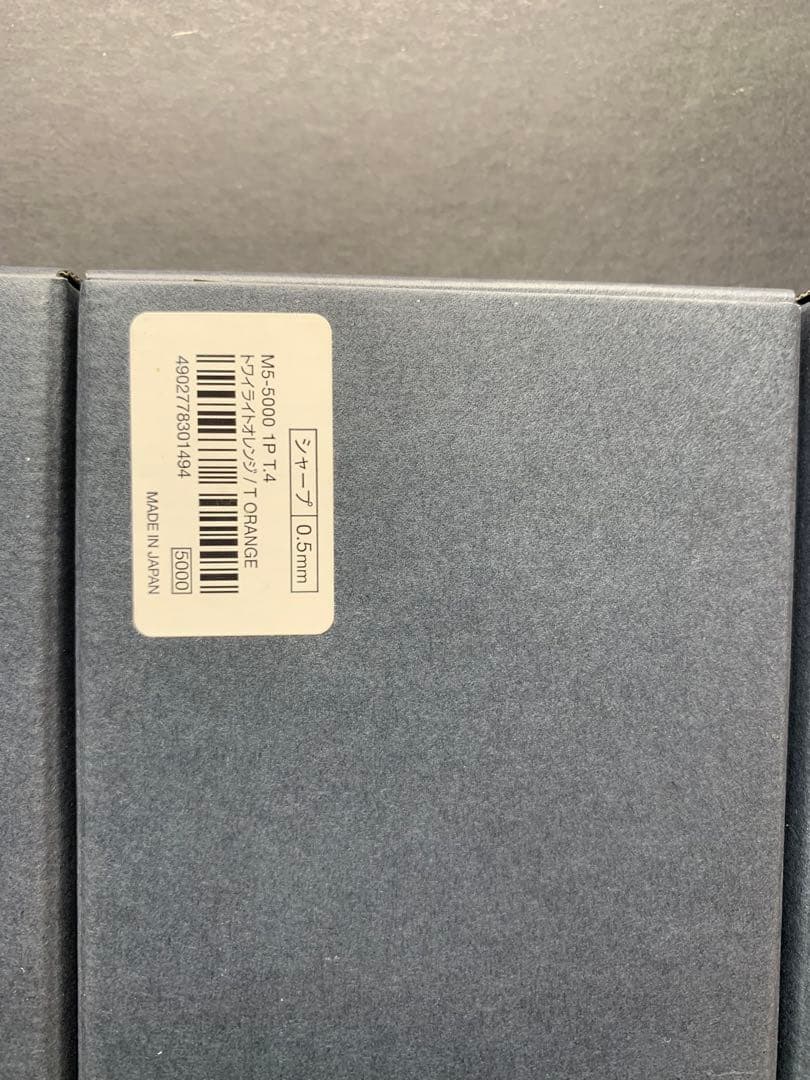 シャープ 0.5mm
M5-5000 1P T.4
トワイライトオレンジ / T ORANGE
4902778301494
5000
MADE IN JAPAN